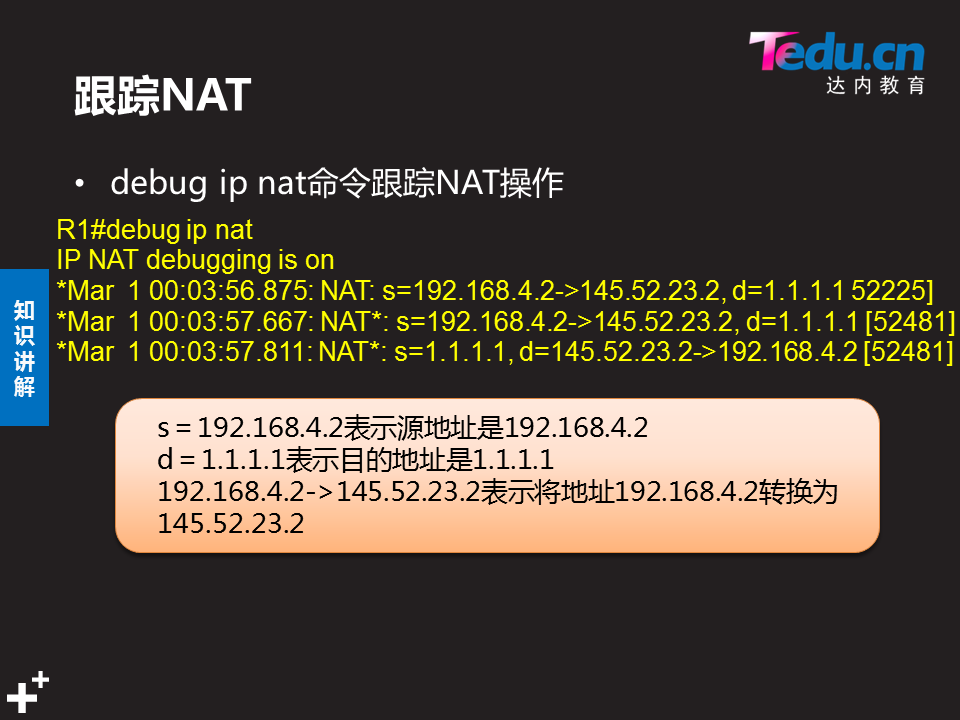 Tedu.cn
达内教育
跟踪NAT
• debug ip nat命令跟踪NAT操作
R1#debug ip nat
IP NAT debugging is on
*Mar  1 00:03:56.875: NAT: s=192.168.4.2->145.52.23.2, d=1.1.1.1 52225]
*Mar  1 00:03:57.667: NAT*: s=192.168.4.2->145.52.23.2, d=1.1.1.1 [52481]
*Mar  1 00:03:57.811: NAT*: s=1.1.1.1, d=145.52.23.2->192.168.4.2 [52481]
知识讲解
s＝192.168.4.2表示源地址是192.168.4.2
d＝1.1.1.1表示目的地址是1.1.1.1
192.168.4.2->145.52.23.2表示将地址192.168.4.2转换为
145.52.23.2